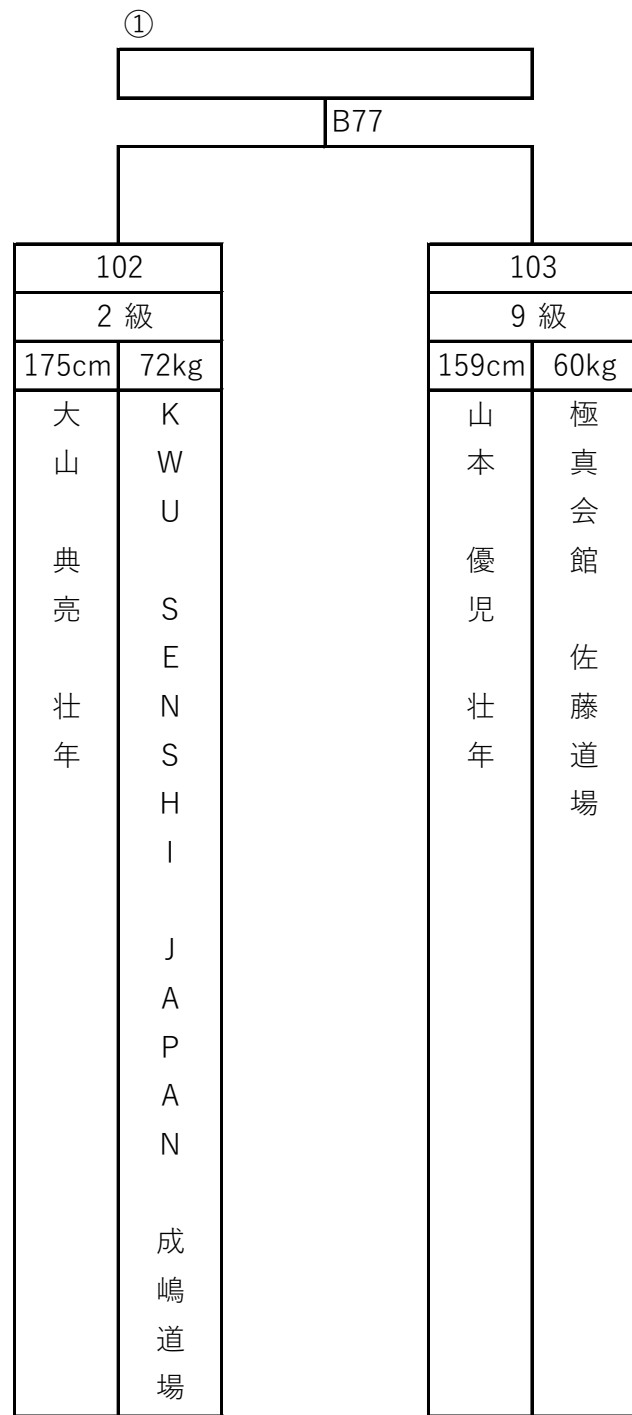 ①
B77
102
2 級
175cm 72kg
大山 典亮 壮年
KWU SENSHI JAPAN 成嶋道場
103
9 級
159cm 60kg
山本 優児 壮年
極真会館 佐藤道場